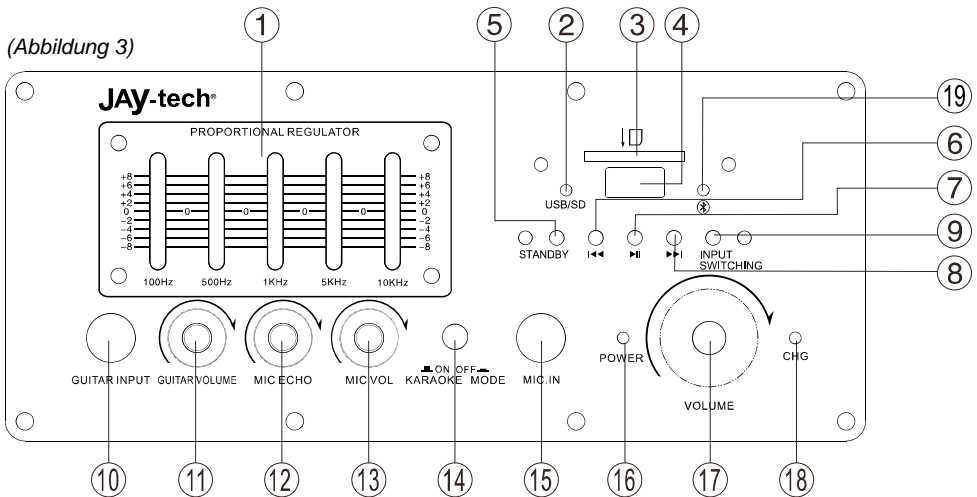 ① ⑤ ② ③ ④
(Abbildung 3)
JAY-tech®
⑲
PROPORTIONAL REGULATOR
⑥
+8 +8
+6 +6
+4 +4
+2 +2
0 0 0 0 0 0
-2 -2
-4 -4
-6 -6
-8 -8
100Hz 500Hz 1KHz 5KHz 10KHz
USB/SD
⑦
STANDBY
INPUT
SWITCHING
⑨
⑧
GUITAR INPUT GUITAR VOLUME MIC ECHO MIC VOL
ON OFF
KARAOKE MODE
MIC.IN
POWER
VOLUME
CHG
⑩ ⑪ ⑫ ⑬ ⑭ ⑮ ⑯ ⑰ ⑱